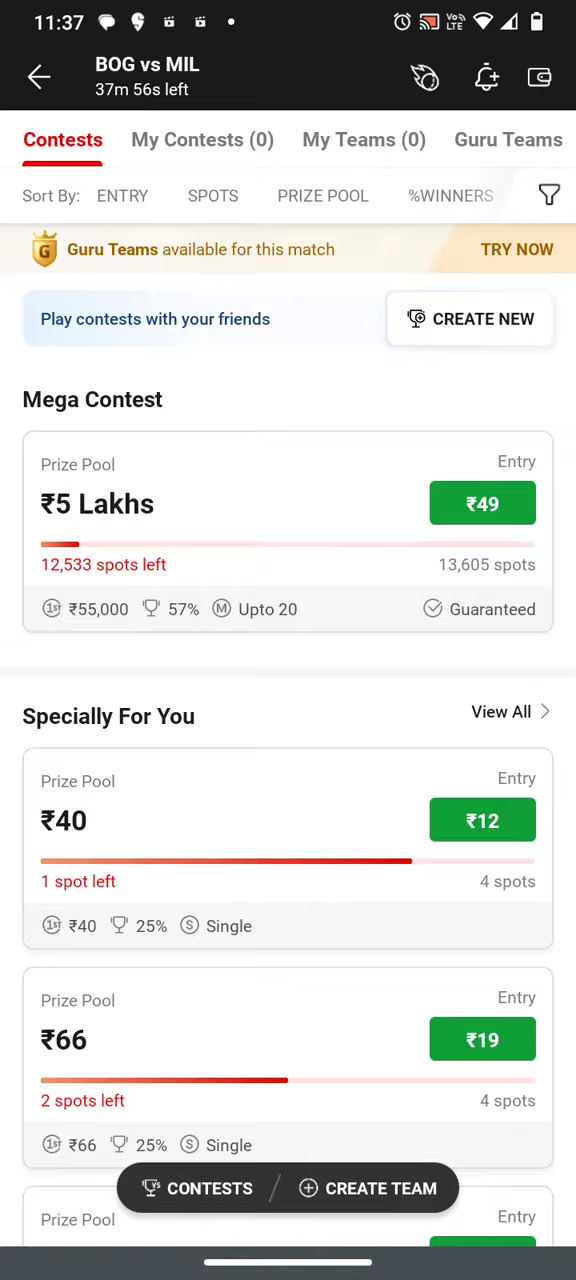 11:37
VoD LTE
BOG vs MIL
37m 56s left
Contests My Contests (0) My Teams (0) Guru Teams
Sort By: ENTRY SPOTS PRIZE POOL %WINNERS
G Guru Teams available for this match TRY NOW
Play contests with your friends CREATE NEW
Mega Contest
Prize Pool Entry
₹5 Lakhs ₹49
12,533 spots left 13,605 spots
1ST ₹55,000 57% M Upto 20 Guaranteed
Specially For You View All
Prize Pool Entry
₹40 ₹12
1 spot left 4 spots
1ST ₹40 25% S Single
Prize Pool Entry
₹66 ₹19
2 spots left 4 spots
1ST ₹66 25% S Single
CONTESTS CREATE TEAM
Prize Pool Entry